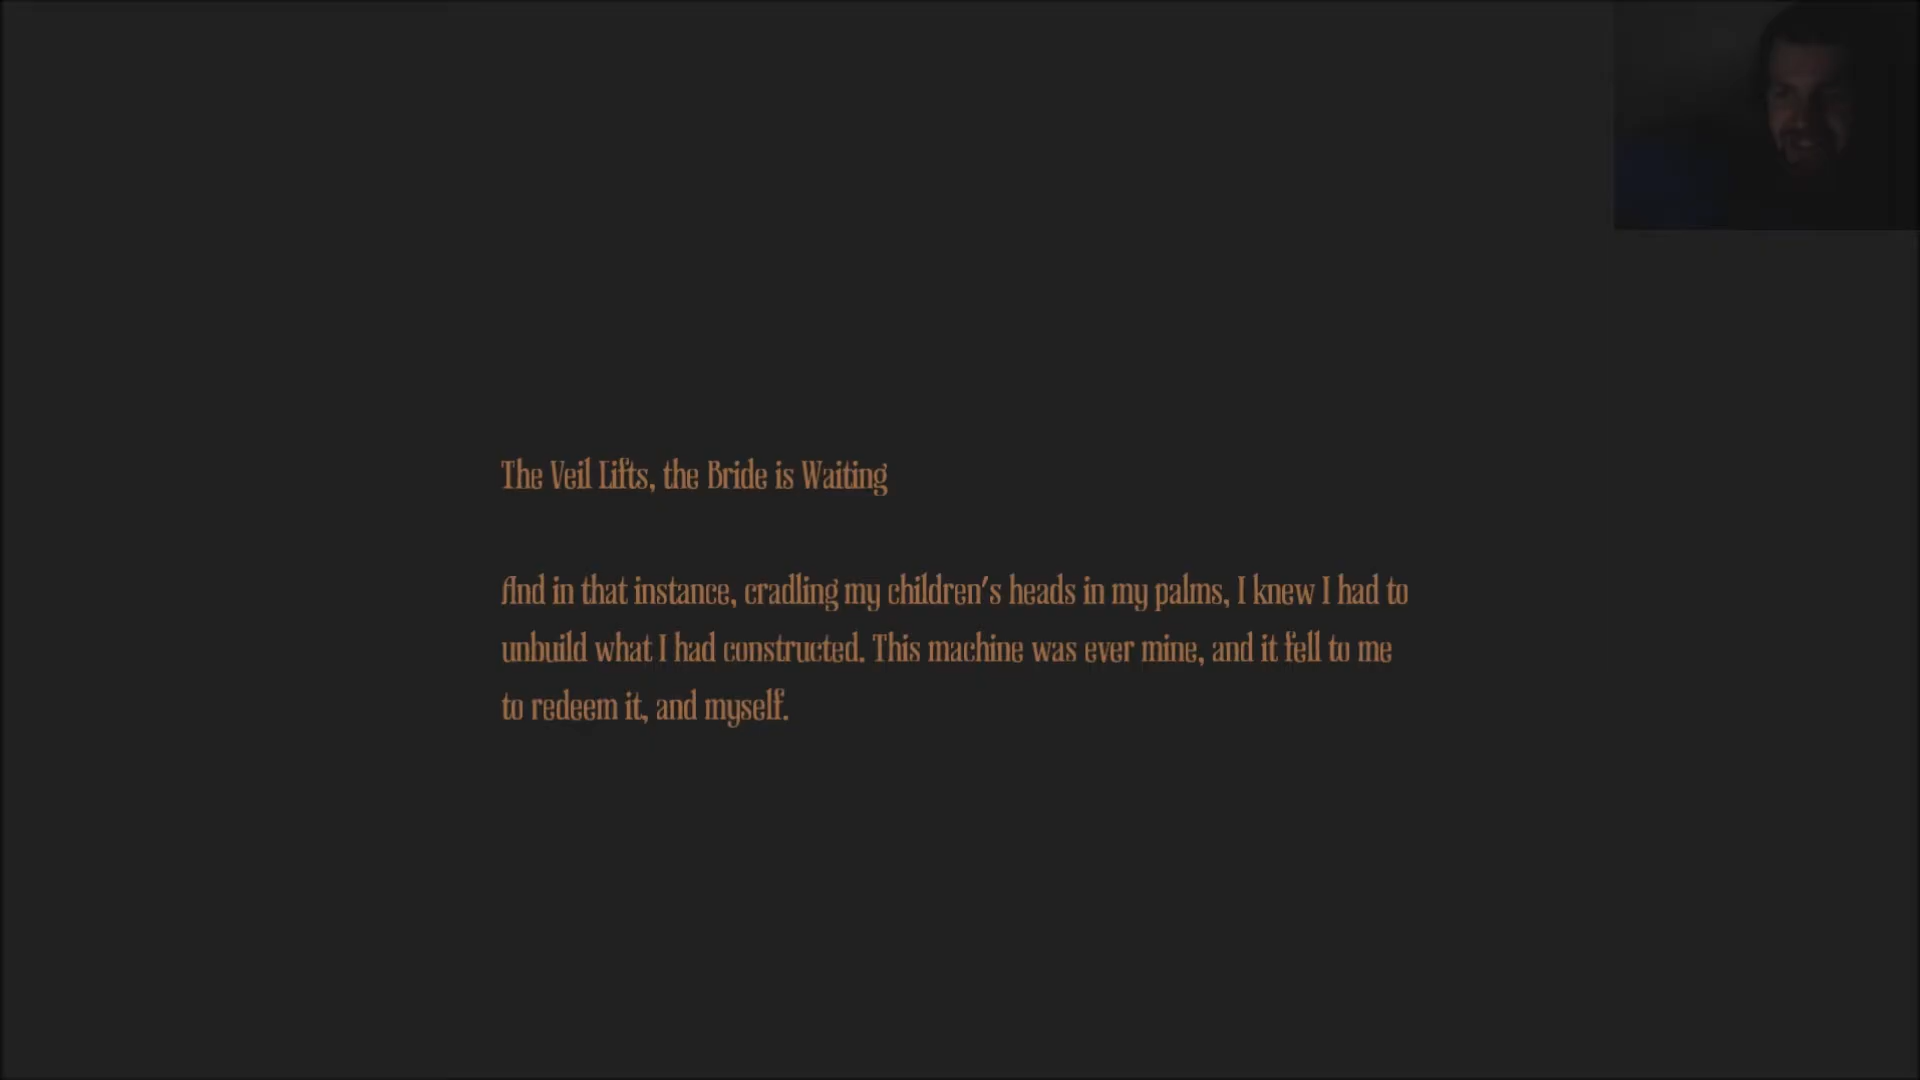 The Veil Lifts, the Bride is Waiting
And in that instance, cradling my children's heads in my palms, I knew I had to
unbuild what I had constructed. This machine was ever mine, and it fell to me
to redeem it, and myself.